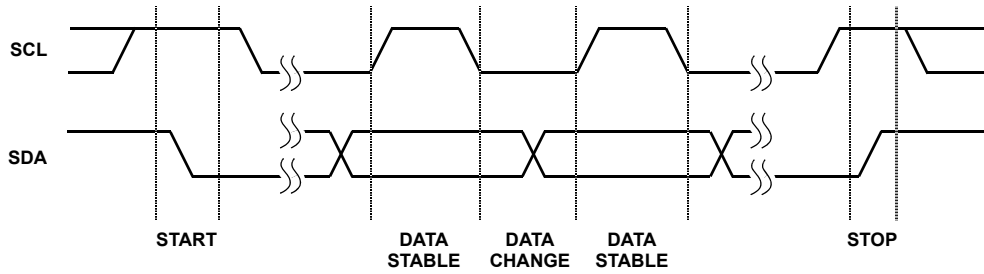 SCL
SDA
START
DATA
STABLE
DATA
CHANGE
DATA
STABLE
STOP